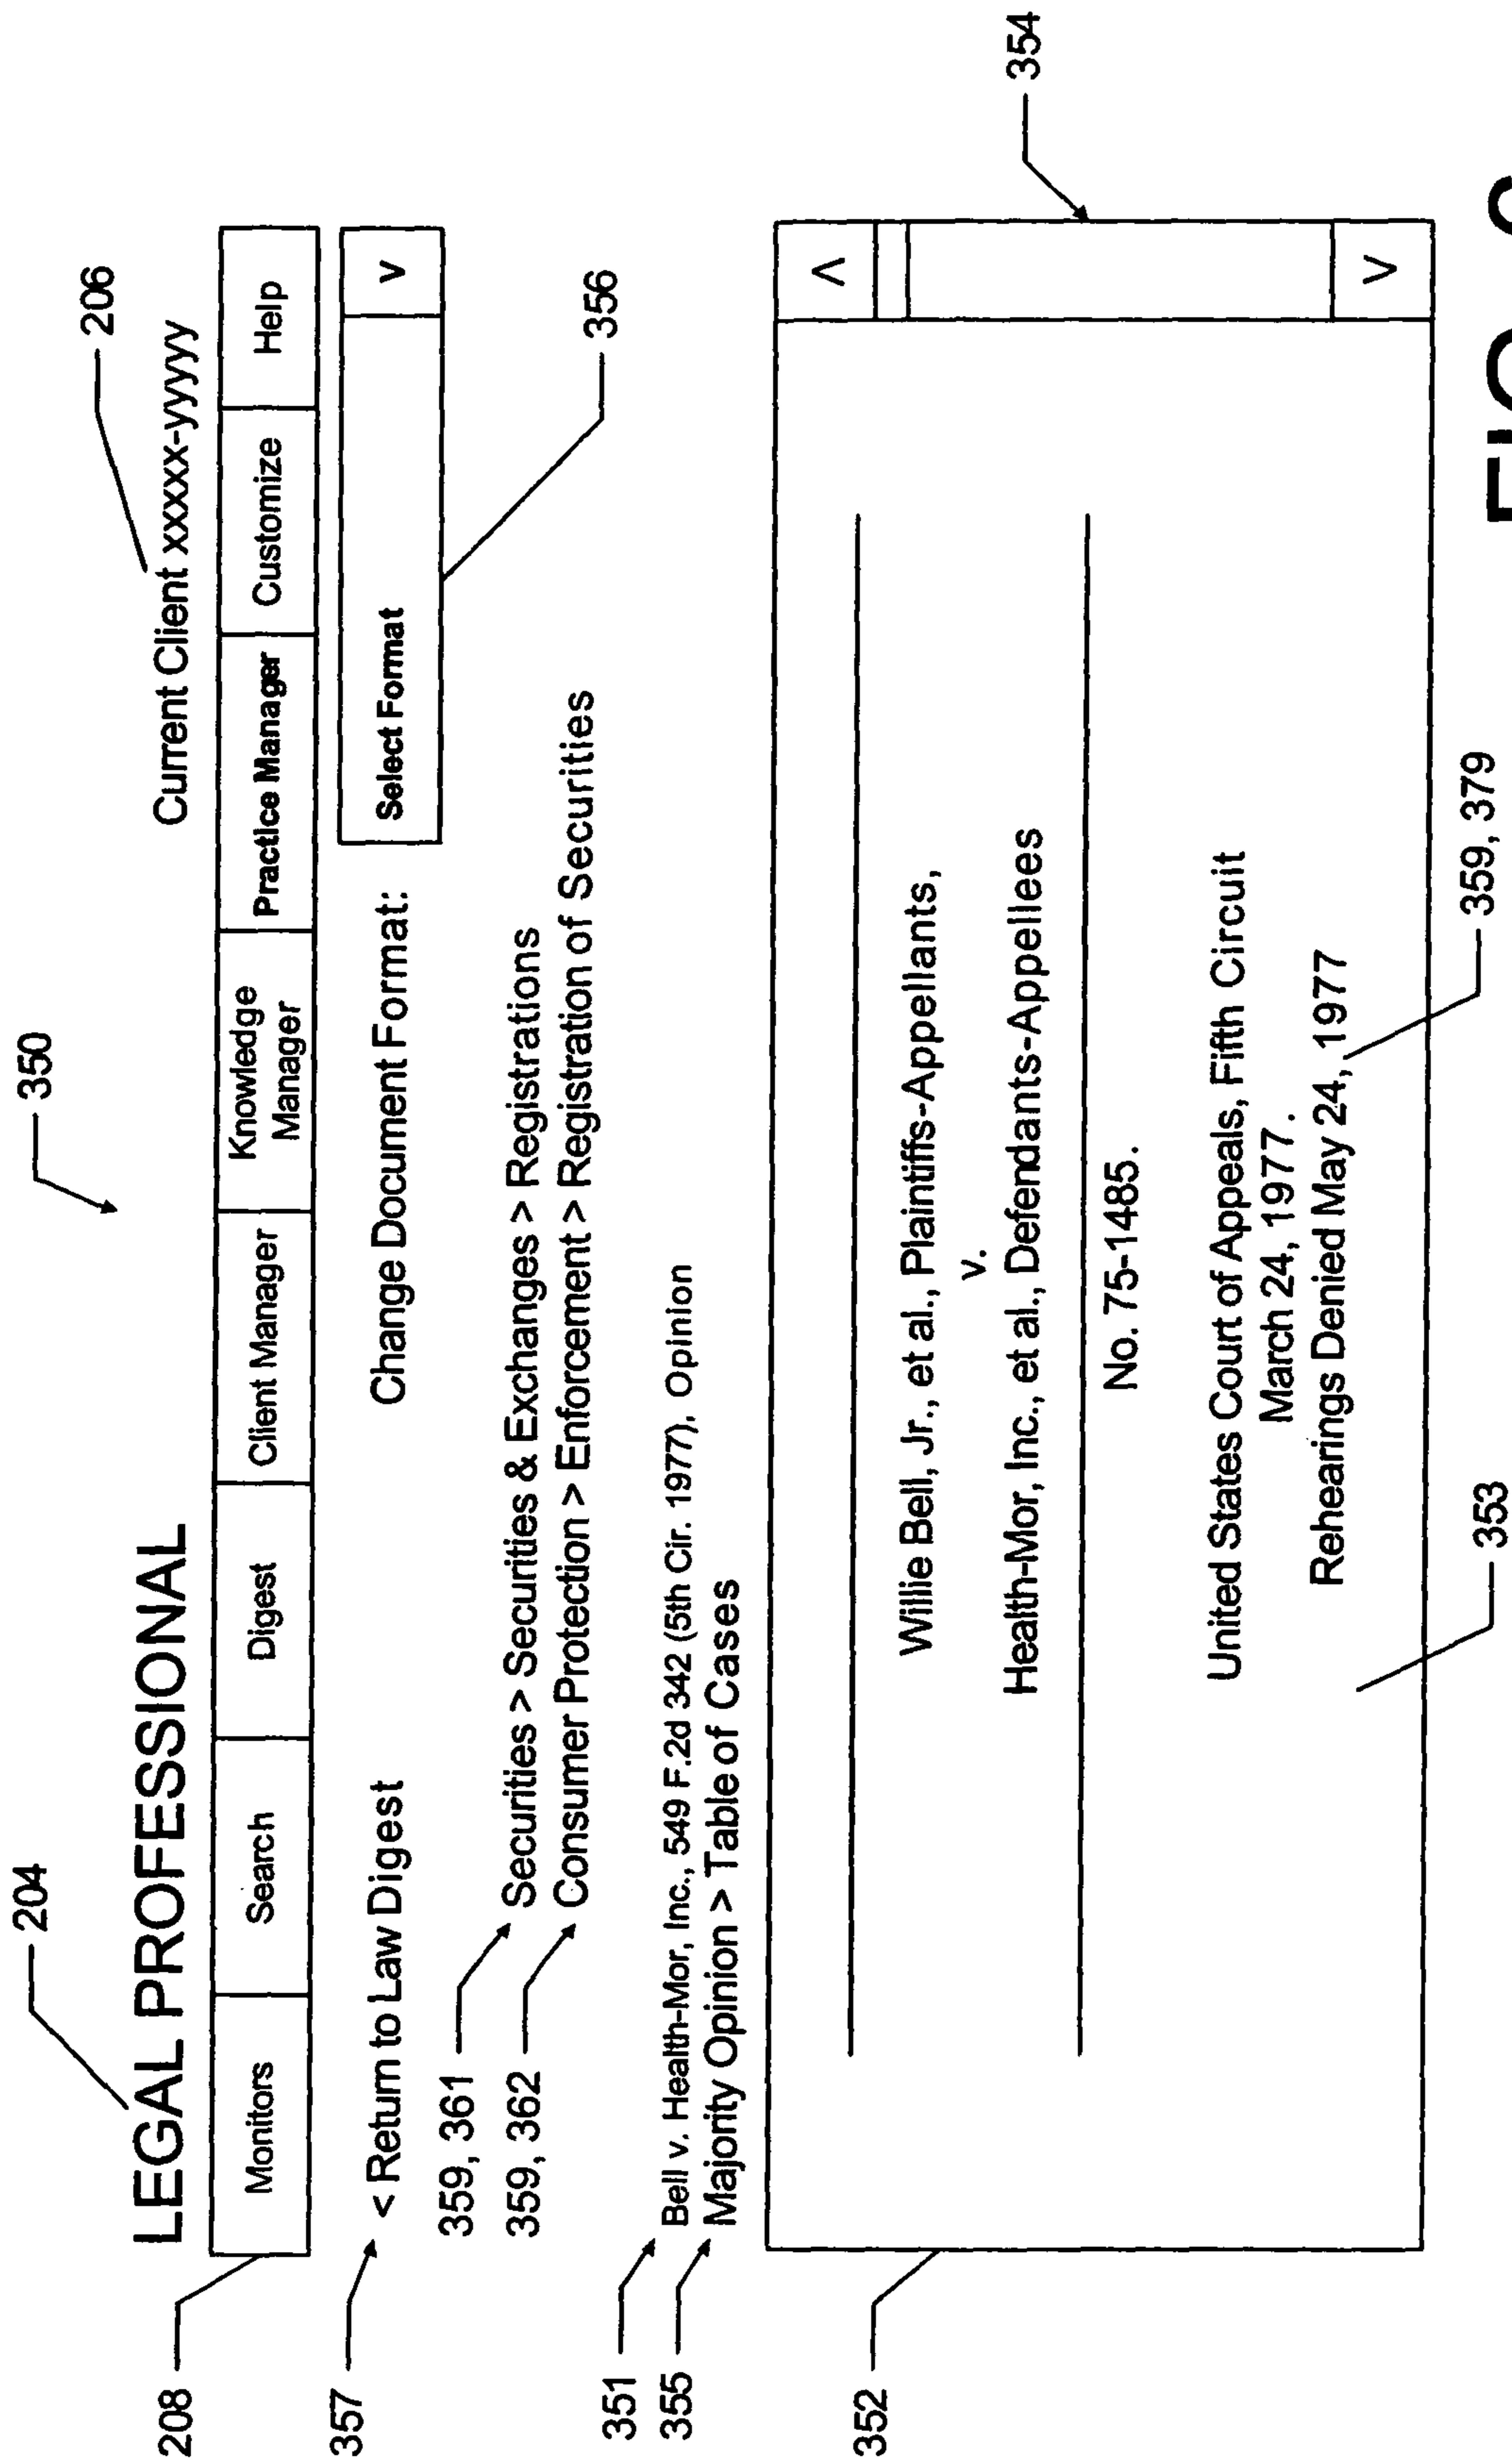 350
204
LEGAL PROFESSIONAL
206
Current Client xxxxx-yyyy
208
Monitors
Search
Digest
Client Manager
Knowledge
Manager
Practice Manager
Customize
Help
357
< Return to Law Digest
Change Document Format:
Select Format
v
356
359, 361
Securities > Securities & Exchanges > Registrations
359, 362
Consumer Protection > Enforcement > Registration of Securities
351
Bell v. Health-Mor, Inc., 549 F.2d 342 (5th Cir. 1977), Opinion
355
Majority Opinion > Table of Cases
352
354
<
Willie Bell, Jr., et al., Plaintiffs-Appellants,
v.
Health-Mor, Inc., et al., Defendants-Appellees
No. 75-1485.
United States Court of Appeals, Fifth Circuit
March 24, 1977.
Rehearings Denied May 24, 1977
V
353
359, 379